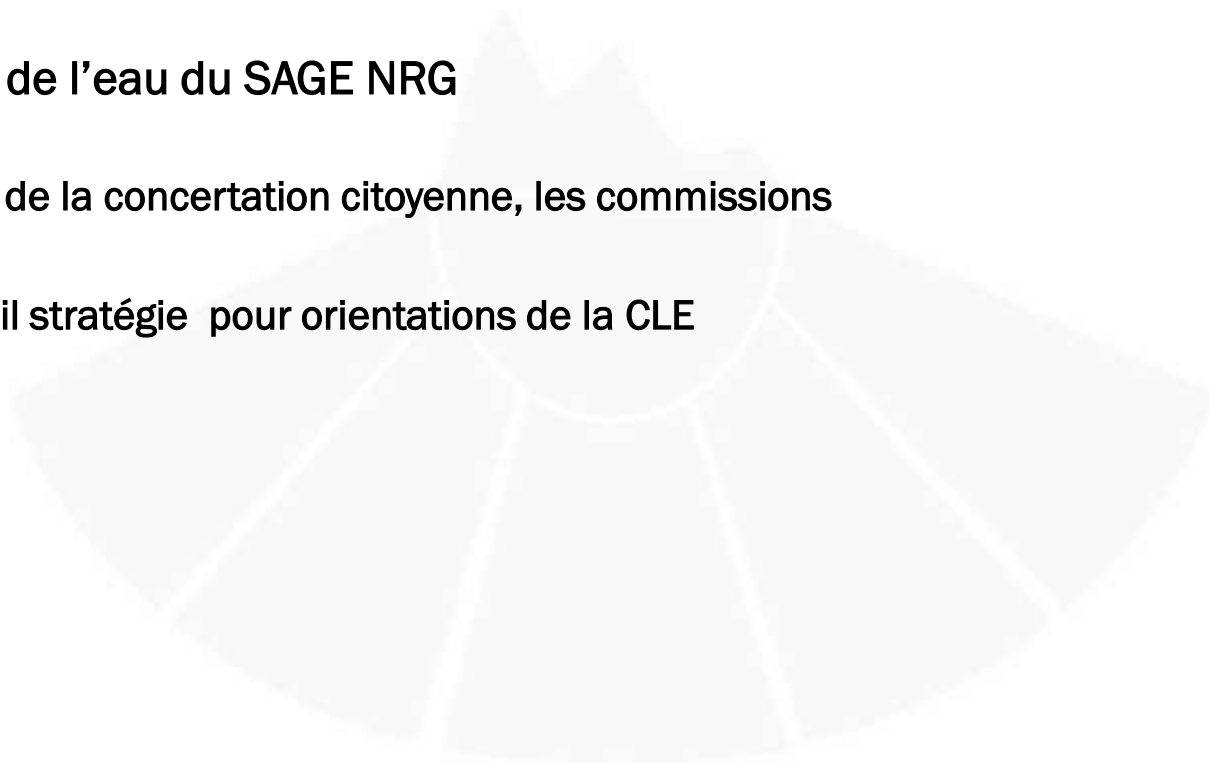 de l’eau du SAGE NRG
de la concertation citoyenne, les commissions
il stratégie pour orientations de la CLE